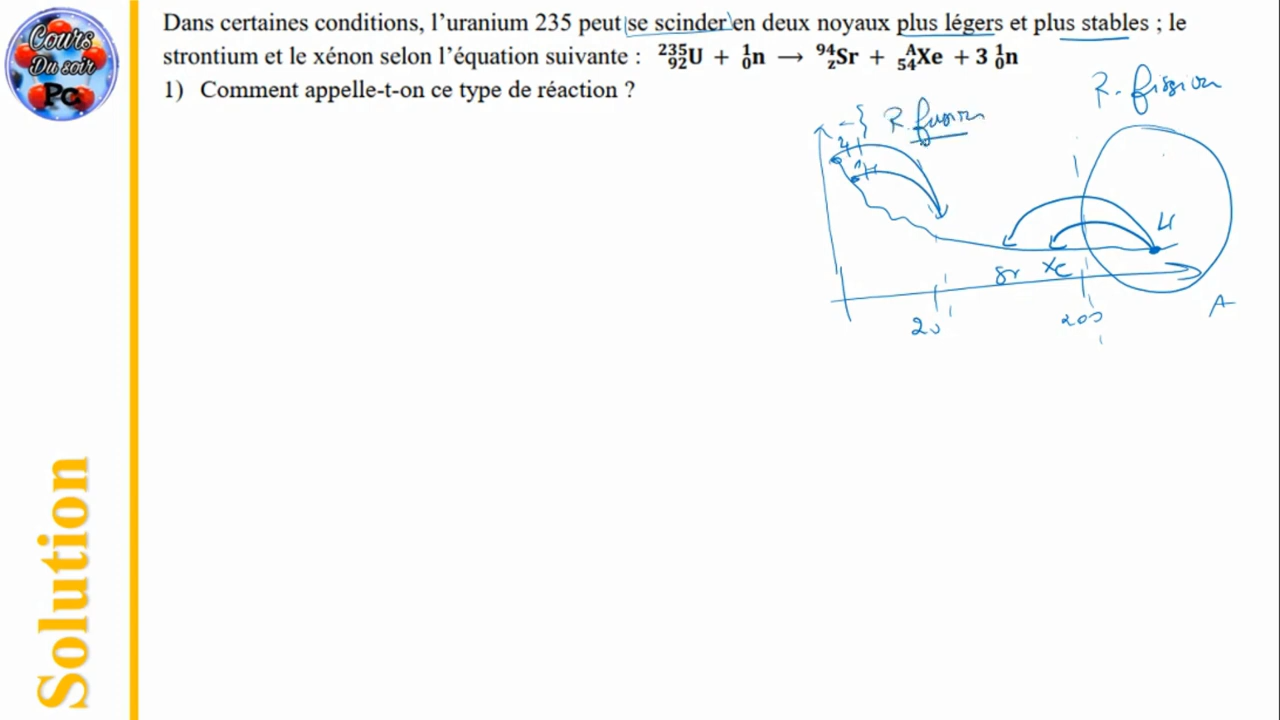 Cours
Du soir
PC
Dans certaines conditions, l’uranium 235 peut se scinder en deux noyaux plus légers et plus stables ; le
strontium et le xénon selon l’équation suivante : ²³⁵₉₂U + ¹₀n → ⁹⁴zSr + ᴬ₅₄Xe + 3 ¹₀n
1) Comment appelle-t-on ce type de réaction ?
R. fission
R. fusion
U
Sr Xe
A
20 200
Solution